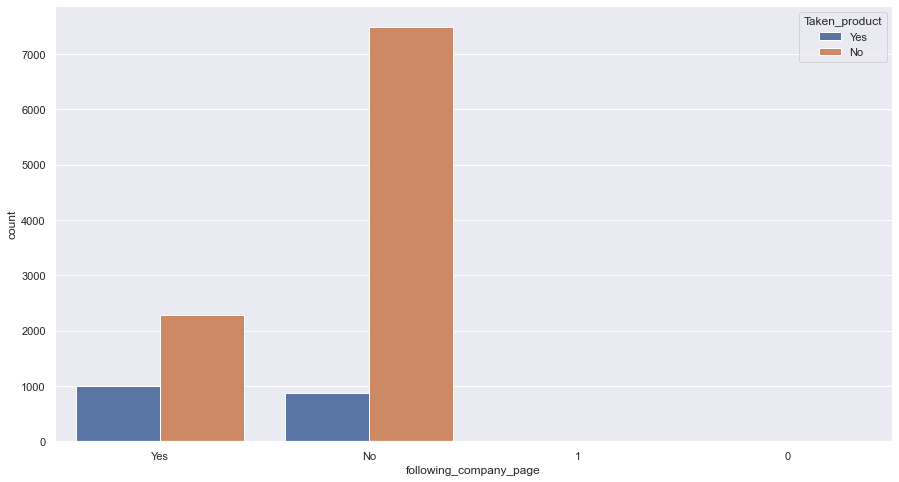 Taken_product
Yes
No
7000
6000
5000
4000
3000
2000
1000
0
count
Yes No 1 0
following_company_page